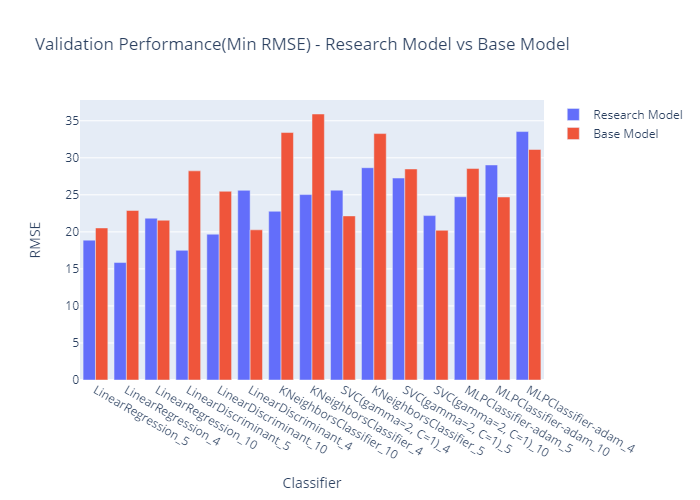 Validation Performance(Min RMSE) - Research Model vs Base Model
Research Model
Base Model
RMSE
35
30
25
20
15
10
5
0
LinearRegression_5
LinearRegression_4
LinearRegression_10
LinearDiscriminant_5
LinearDiscriminant_10
LinearDiscriminant_4
KNeighborsClassifier_10
KNeighborsClassifier_4
SVC(gamma=2, C=1)_4
KNeighborsClassifier_5
SVC(gamma=2, C=1)_5
SVC(gamma=2, C=1)_10
MLPClassifier-adam_5
MLPClassifier-adam_10
MLPClassifier-adam_4
Classifier